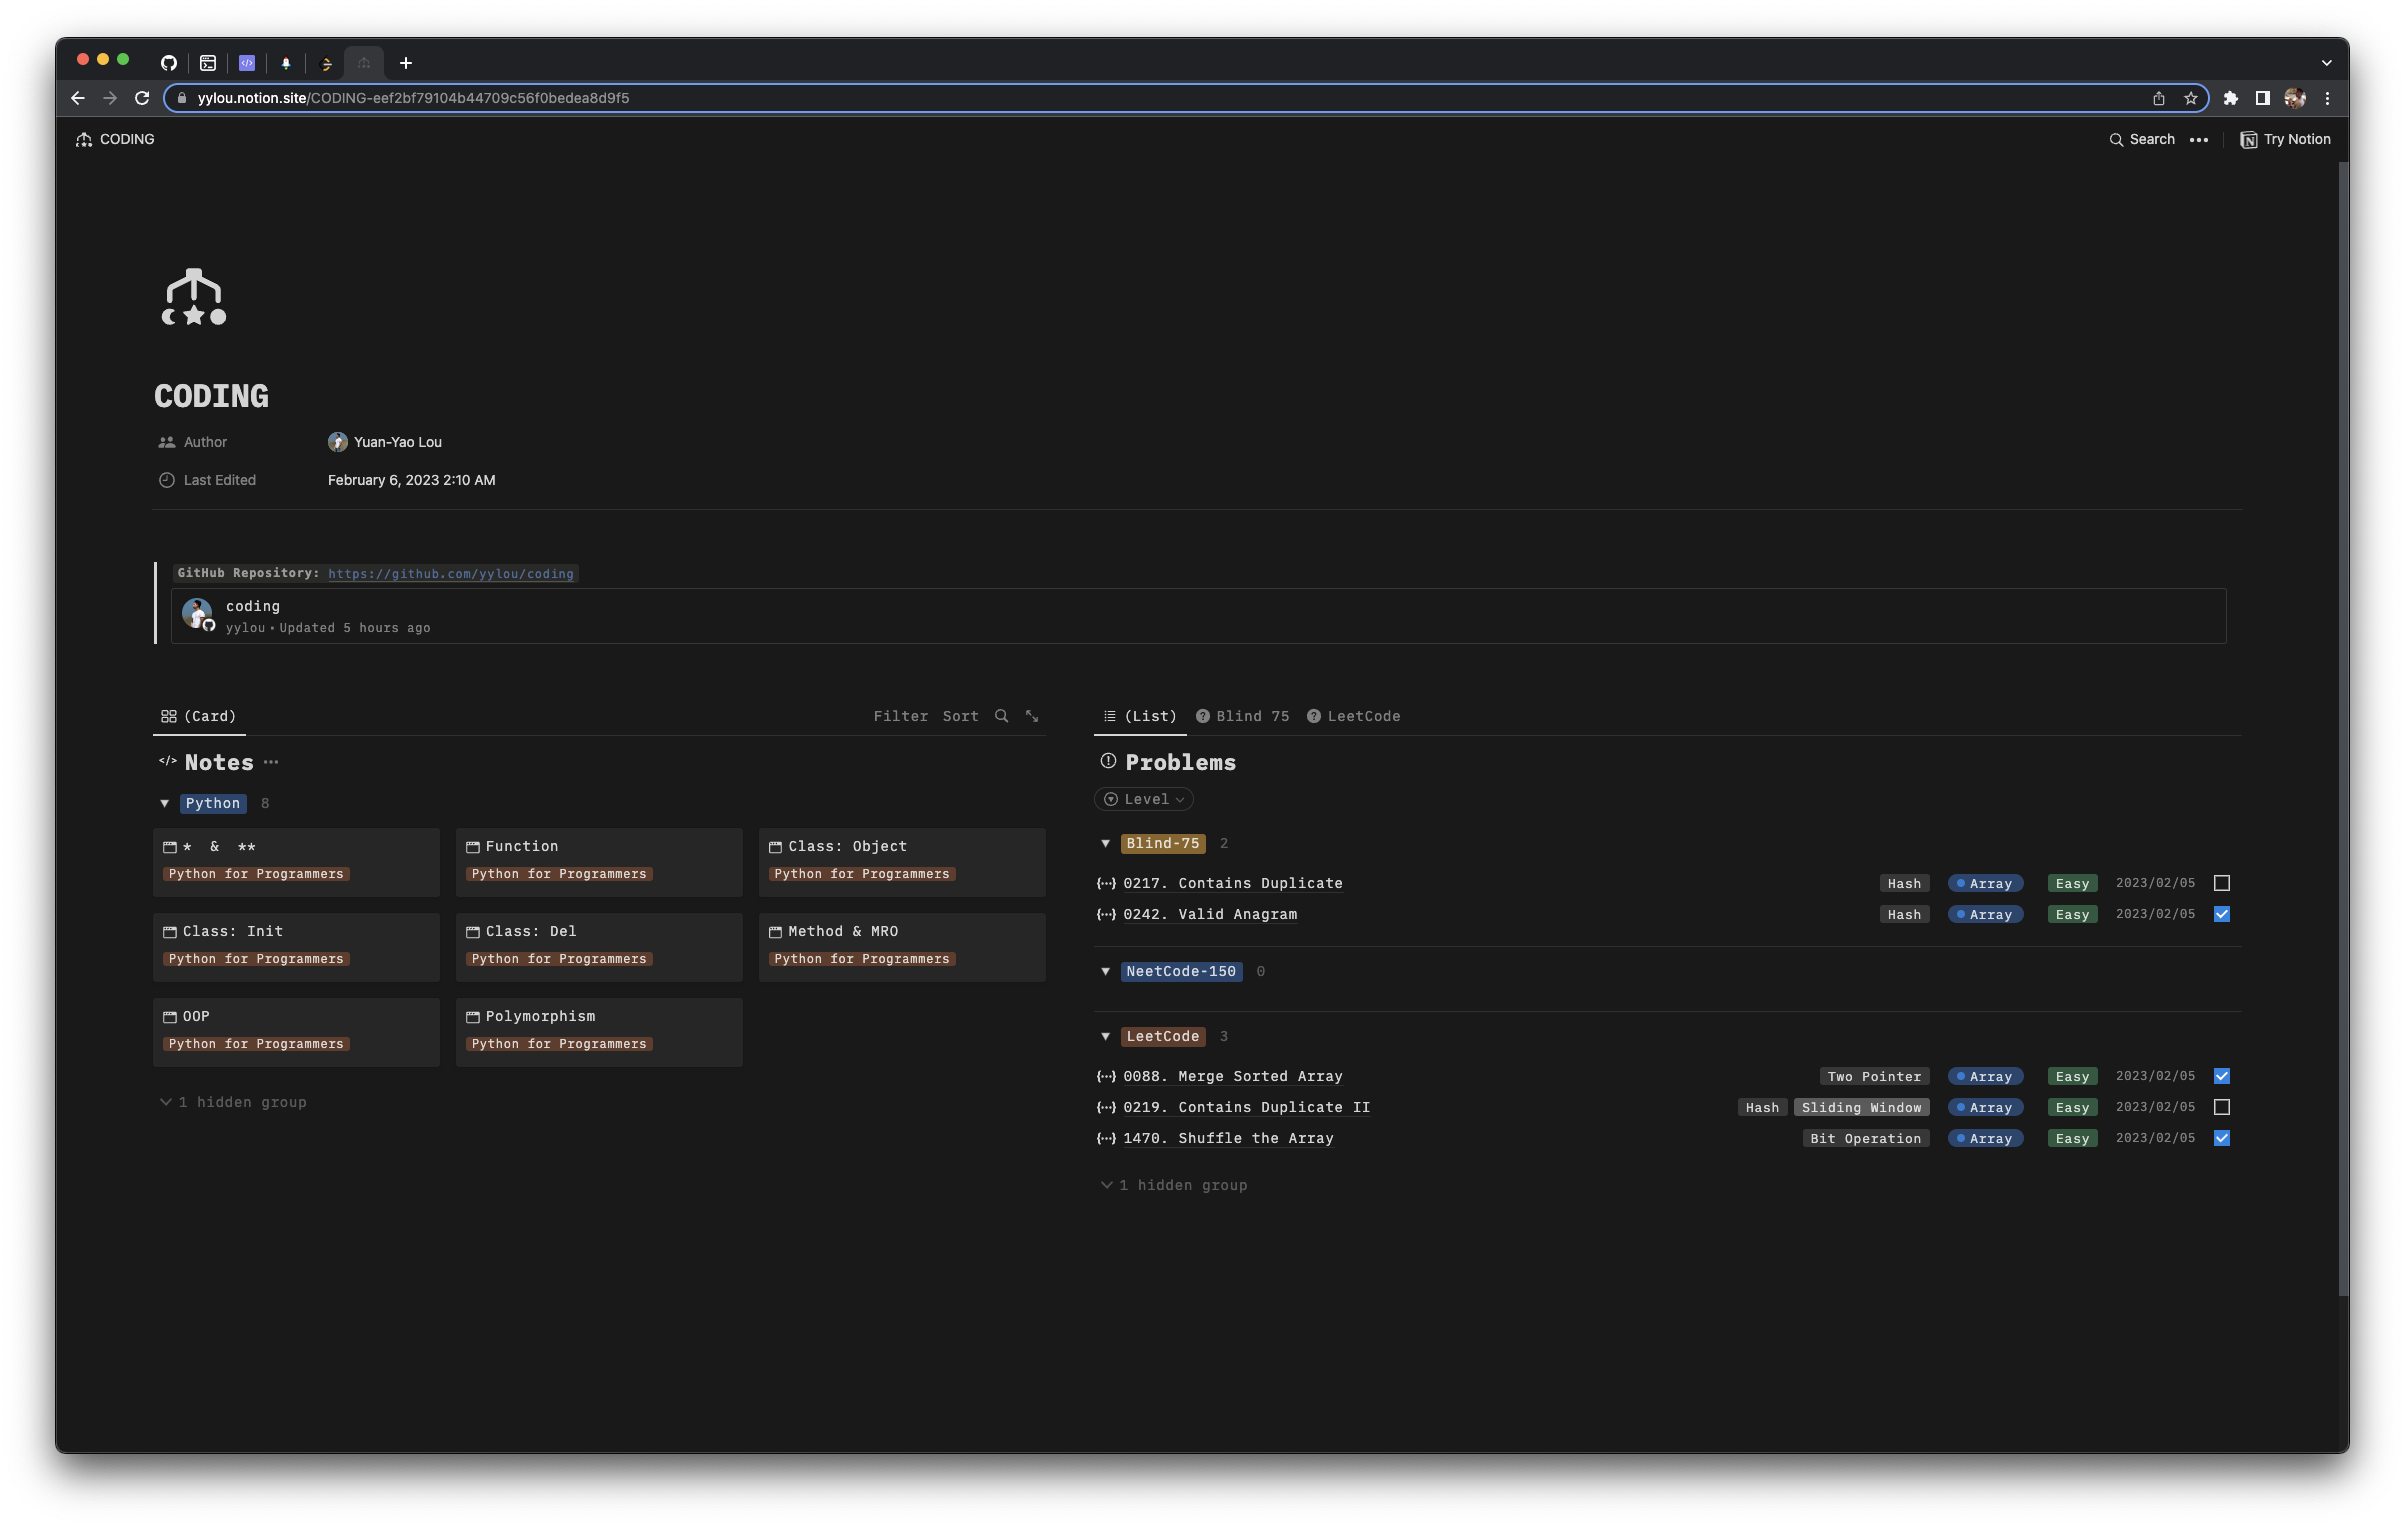 yylou.notion.site/CODING-eef2bf79104b44709c56f0bedea8d9f5
CODING
Search
Try Notion
CODING
Author Yuan-Yao Lou
Last Edited February 6, 2023 2:10 AM
GitHub Repository: https://github.com/yylou/coding
coding
yylou • Updated 5 hours ago
(Card) Filter Sort
</> Notes
Python 8
* & **
Python for Programmers
Function
Python for Programmers
Class: Object
Python for Programmers
Class: Init
Python for Programmers
Class: Del
Python for Programmers
Method & MRO
Python for Programmers
OOP
Python for Programmers
Polymorphism
Python for Programmers
1 hidden group
(List) Blind 75 LeetCode
Problems
Level
Blind-75 2
{…} 0217. Contains Duplicate Hash Array Easy 2023/02/05
{…} 0242. Valid Anagram Hash Array Easy 2023/02/05
NeetCode-150 0
LeetCode 3
{…} 0088. Merge Sorted Array Two Pointer Array Easy 2023/02/05
{…} 0219. Contains Duplicate II Hash Sliding Window Array Easy 2023/02/05
{…} 1470. Shuffle the Array Bit Operation Array Easy 2023/02/05
1 hidden group